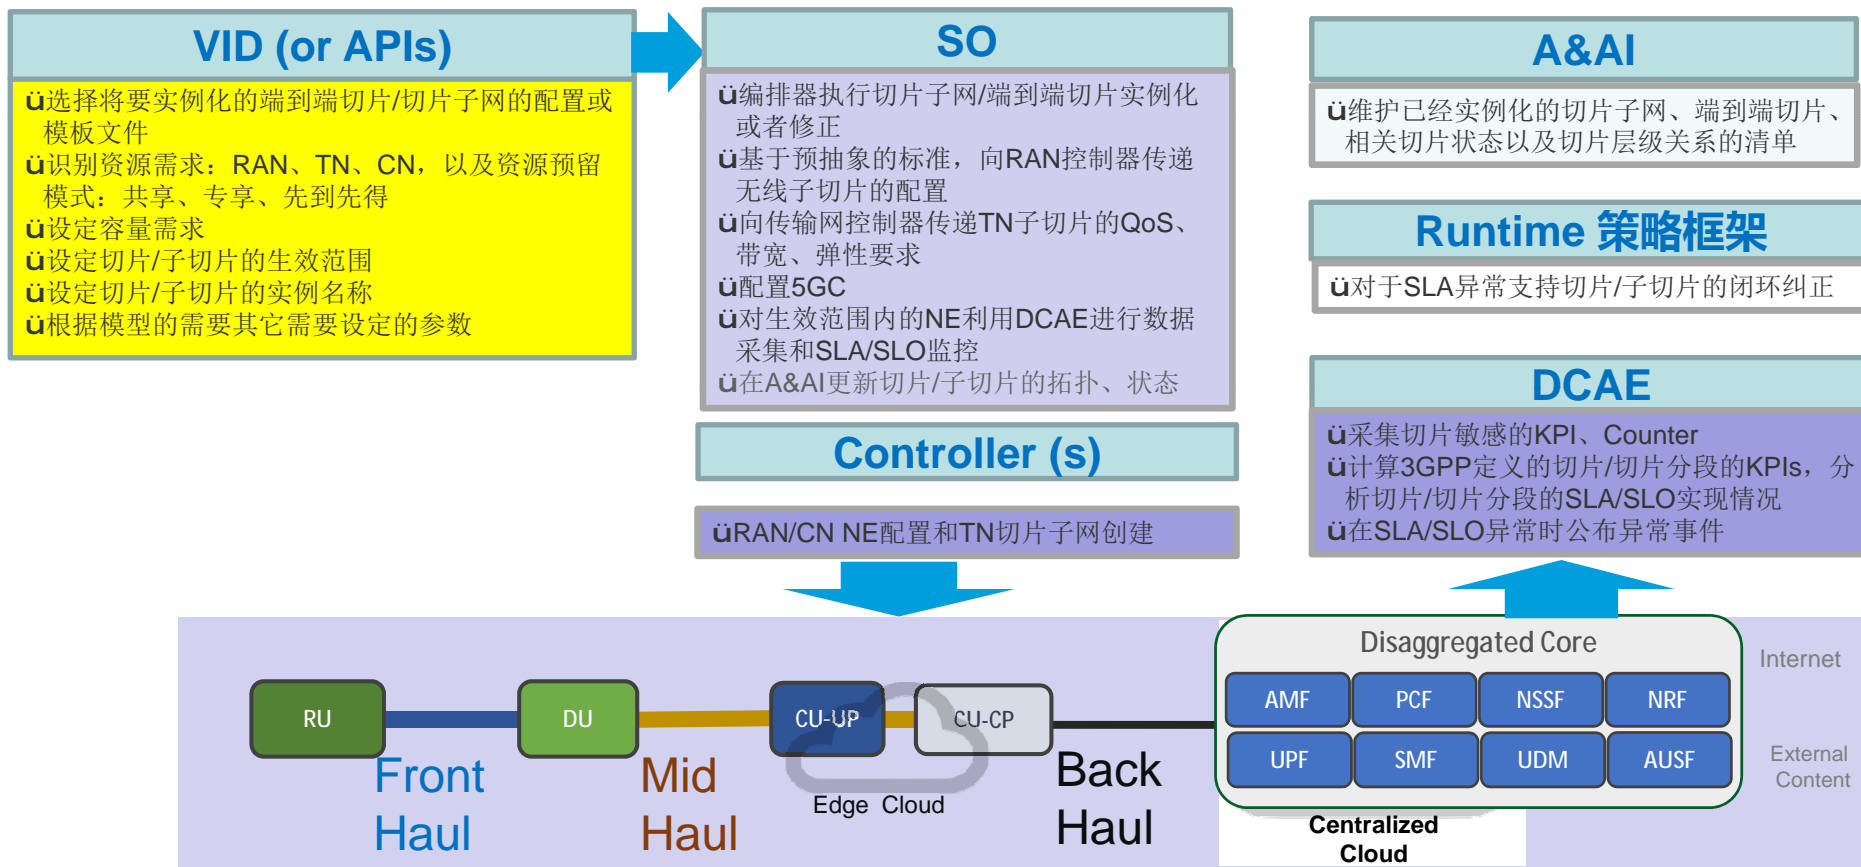 VID (or APIs)
ü选择将要实例化的端到端切片/切片子网的配置或
模板文件
ü识别资源需求：RAN、TN、CN，以及资源预留
模式：共享、专享、先到先得
ü设定容量需求
ü设定切片/子切片的生效范围
ü设定切片/子切片的实例名称
ü根据模型的需要其它需要设定的参数
SO
ü编排器执行切片子网/端到端切片实例化
或者修正
ü基于预抽象的标准，向RAN控制器传递
无线子切片的配置
ü向传输网控制器传递TN子切片的QoS、
带宽、弹性要求
ü配置5GC
ü对生效范围内的NE利用DCAE进行数据
采集和SLA/SLO监控
ü在A&AI更新切片/子切片的拓扑、状态
Controller (s)
üRAN/CN NE配置和TN切片子网创建
A&AI
ü维护已经实例化的切片子网、端到端切片、
相关切片状态以及切片层级关系的清单
Runtime 策略框架
ü对于SLA异常支持切片/子切片的闭环纠正
DCAE
ü采集切片敏感的KPI、Counter
ü计算3GPP定义的切片/切片分段的KPIs，分
析切片/切片分段的SLA/SLO实现情况
ü在SLA/SLO异常时公布异常事件
RU
DU
CU-UP
CU-CP
Front
Haul
Mid
Haul
Edge Cloud
Back
Haul
Disaggregated Core
AMF
PCF
NSSF
NRF
UPF
SMF
UDM
AUSF
Centralized
Cloud
Internet
External
Content